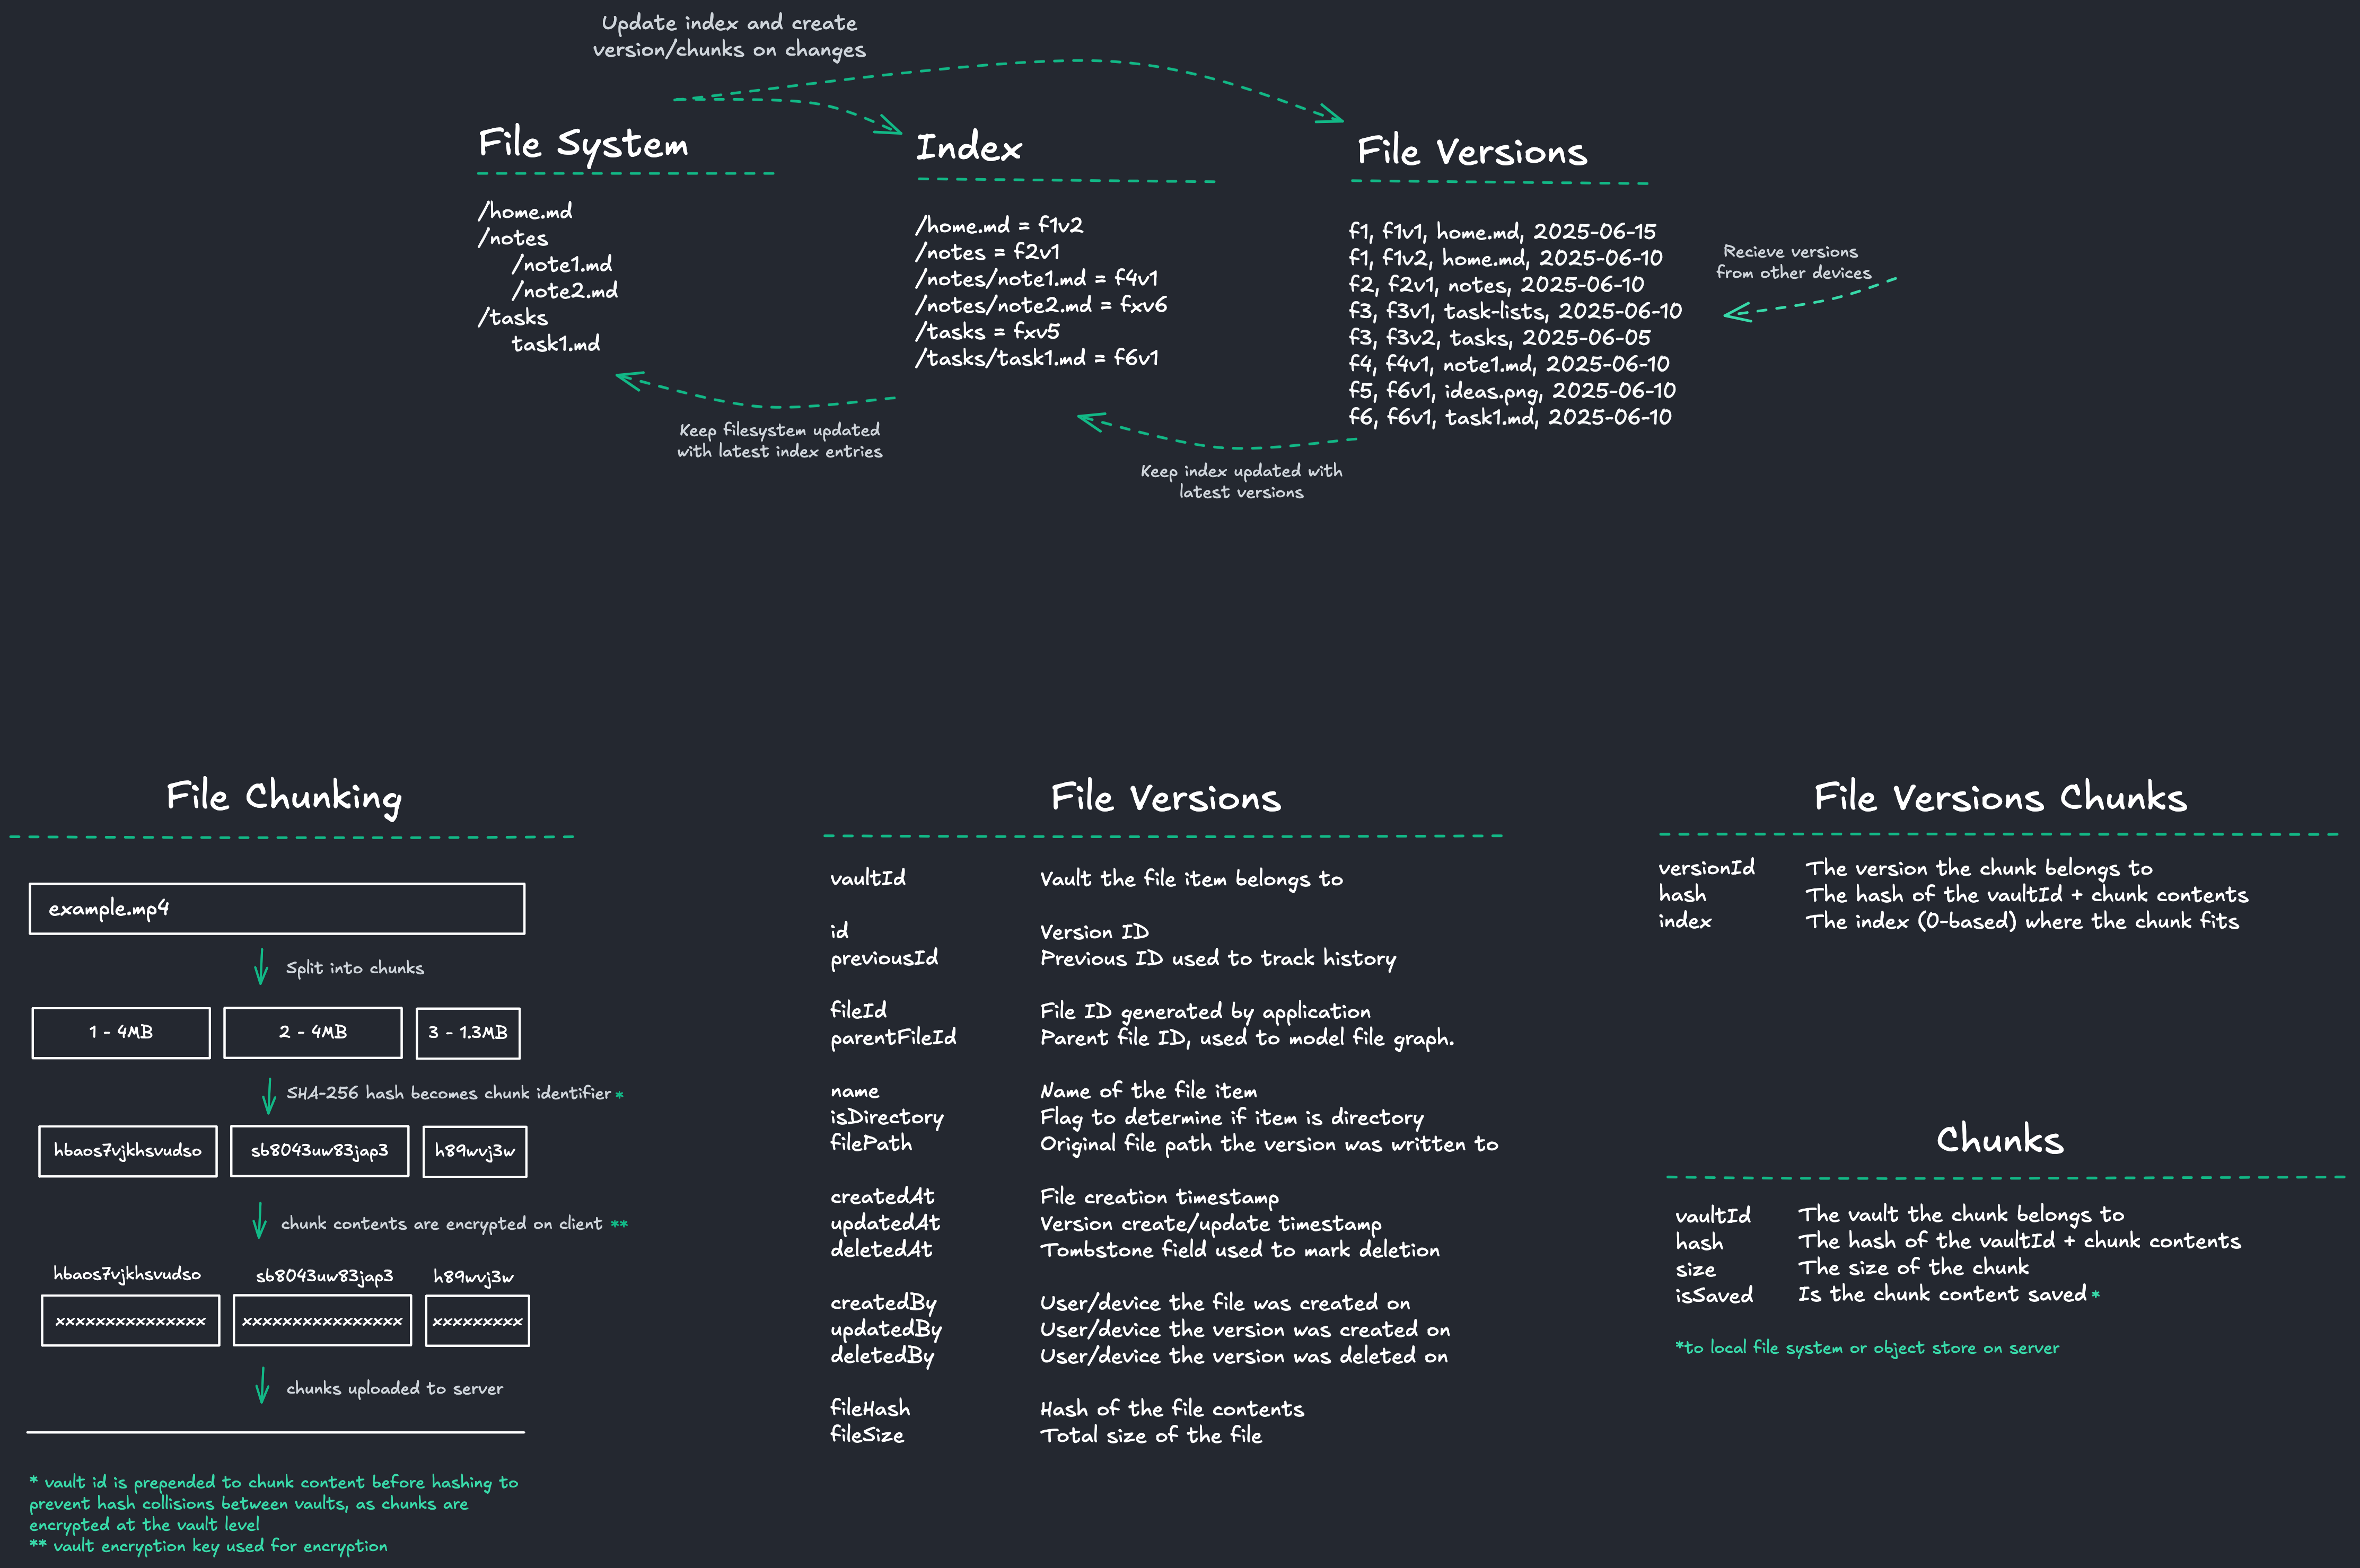 Update index and create
version/chunks on changes
File System
/home.md
/notes
/note1.md
/note2.md
/tasks
task1.md
Index
/home.md = f1v2
/notes = f2v1
/notes/note1.md = f4v1
/notes/note2.md = fxv6
/tasks = fxv5
/tasks/task1.md = f6v1
File Versions
f1, f1v1, home.md, 2025-06-15
f1, f1v2, home.md, 2025-06-10
f2, f2v1, notes, 2025-06-10
f3, f3v1, task-lists, 2025-06-10
f3, f3v2, tasks, 2025-06-05
f4, f4v1, note1.md, 2025-06-10
f5, f6v1, ideas.png, 2025-06-10
f6, f6v1, task1.md, 2025-06-10
Recieve versions
from other devices
Keep filesystem updated
with latest index entries
Keep index updated with
latest versions
File Chunking
example.mp4
Split into chunks
1 - 4MB
2 - 4MB
3 - 1.3MB
SHA-256 hash becomes chunk identifier *
hbaos7vjkhsvudso
sb8043uw83jap3
h89wvj3w
chunk contents are encrypted on client **
hbaos7vjkhsvudso
sb8043uw83jap3
h89wvj3w
xxxxxxxxxxxxxxx
xxxxxxxxxxxxxxxx
xxxxxxxxx
chunks uploaded to server
* vault id is prepended to chunk content before hashing to
prevent hash collisions between vaults, as chunks are
encrypted at the vault level
** vault encryption key used for encryption
File Versions
vaultId Vault the file item belongs to
id Version ID
previousId Previous ID used to track history
fileId File ID generated by application
parentFileId Parent file ID, used to model file graph.
name Name of the file item
isDirectory Flag to determine if item is directory
filePath Original file path the version was written to
createdAt File creation timestamp
updatedAt Version create/update timestamp
deletedAt Tombstone field used to mark deletion
createdBy User/device the file was created on
updatedBy User/device the version was created on
deletedBy User/device the version was deleted on
fileHash Hash of the file contents
fileSize Total size of the file
File Versions Chunks
versionId The version the chunk belongs to
hash The hash of the vaultId + chunk contents
index The index (0-based) where the chunk fits
Chunks
vaultId The vault the chunk belongs to
hash The hash of the vaultId + chunk contents
size The size of the chunk
isSaved Is the chunk content saved *
*to local file system or object store on server